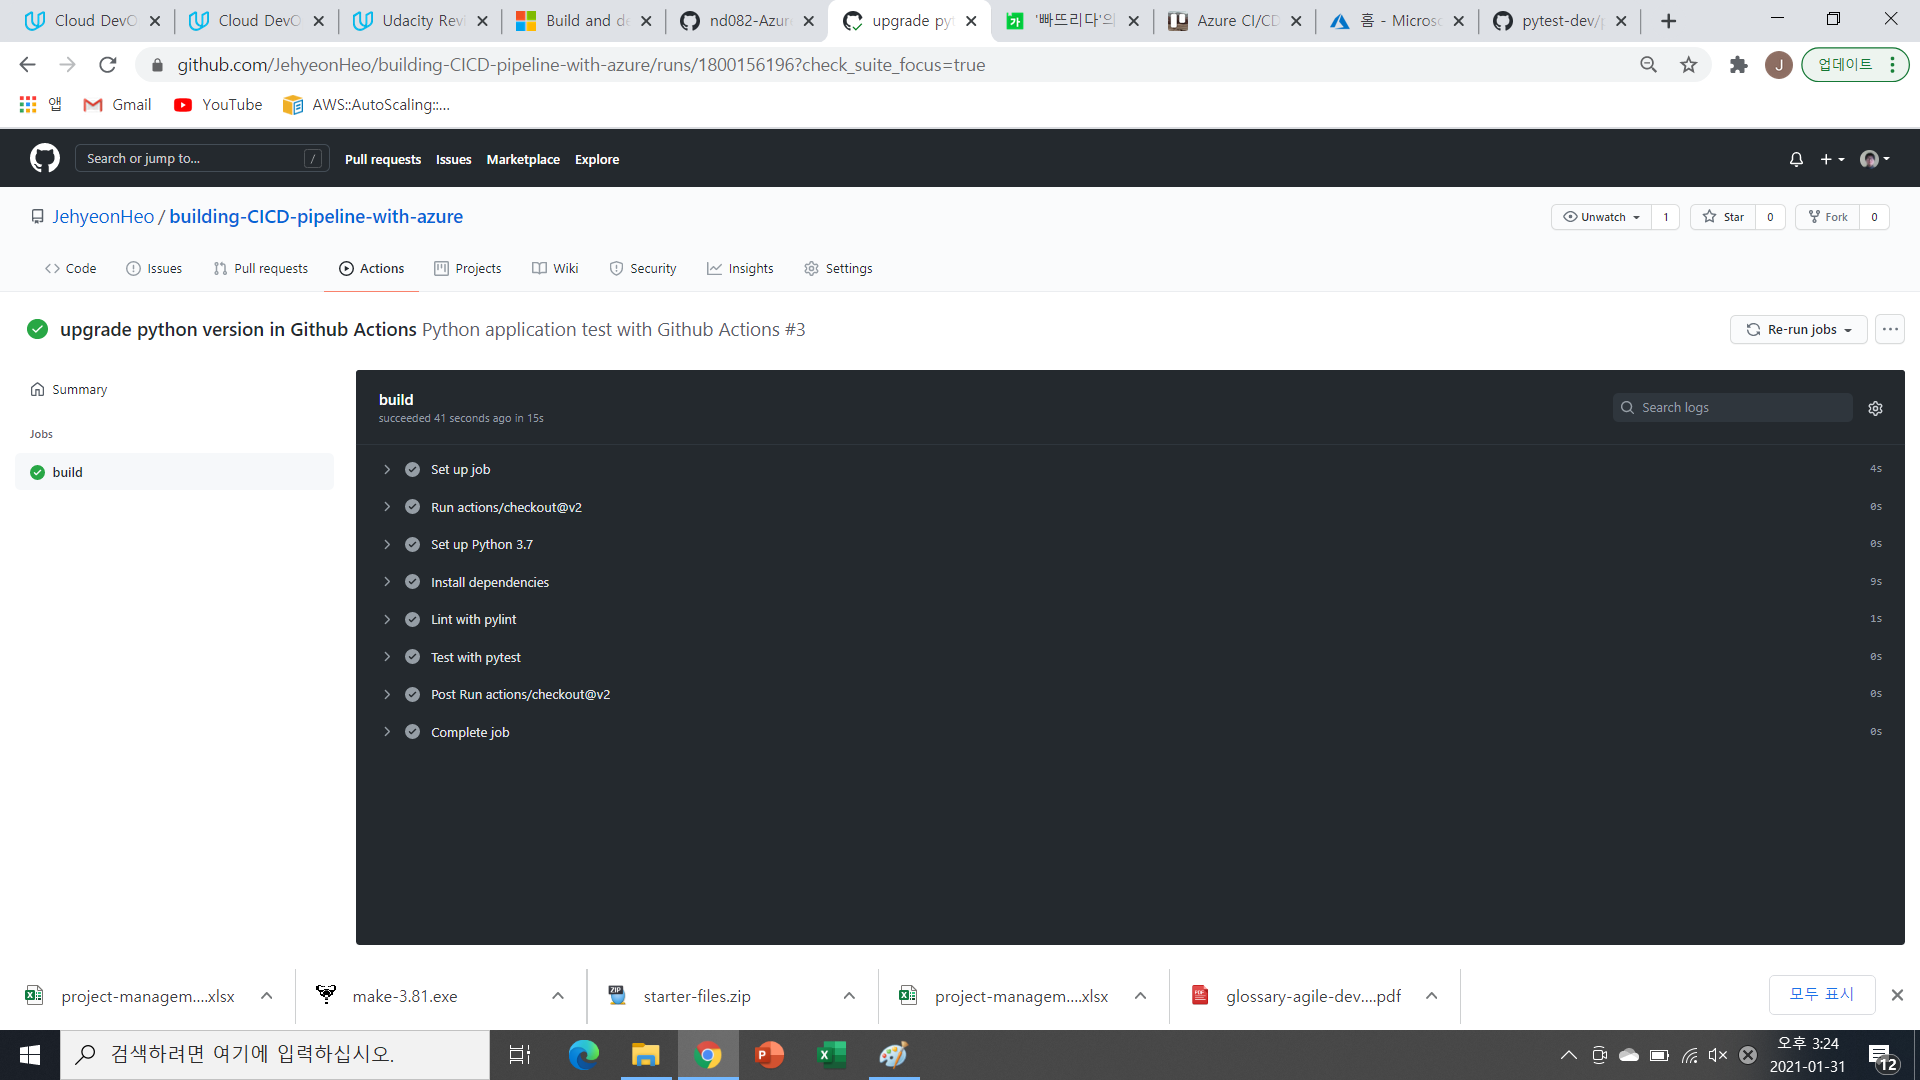 Cloud DevO
Cloud DevO
Udacity Rev
Build and de
nd082-Azur
upgrade pyt
'빠뜨리다'의
Azure CI/CD
홈 - Microso
pytest-dev/p
github.com/JehyeonHeo/building-CICD-pipeline-with-azure/runs/1800156196?check_suite_focus=true
J
업데이트
앱
Gmail
YouTube
AWS::AutoScaling::...
Search or jump to...
/
Pull requests
Issues
Marketplace
Explore
JehyeonHeo / building-CICD-pipeline-with-azure
Unwatch
1
Star
0
Fork
0
Code
Issues
Pull requests
Actions
Projects
Wiki
Security
Insights
Settings
upgrade python version in Github Actions Python application test with Github Actions #3
Re-run jobs
Summary
Jobs
build
build
succeeded 41 seconds ago in 15s
Search logs
Set up job
4s
Run actions/checkout@v2
0s
Set up Python 3.7
0s
Install dependencies
9s
Lint with pylint
1s
Test with pytest
0s
Post Run actions/checkout@v2
0s
Complete job
0s
project-managem....xlsx
make-3.81.exe
ZIP
starter-files.zip
project-managem....xlsx
PDF
glossary-agile-dev....pdf
모두 표시
검색하려면 여기에 입력하십시오.
오후 3:24
2021-01-31
12